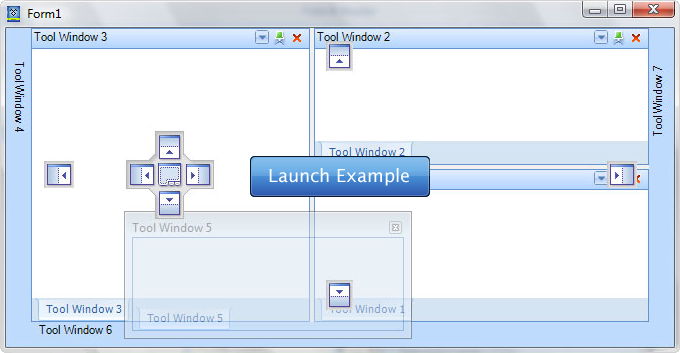 Form1
Tool Window 3
Tool Window 2
Tool Window 4
Tool Window 7
Tool Window 2
Launch Example
Tool Window 5
Tool Window 3
Tool Window 5
Tool Window 1
Tool Window 6